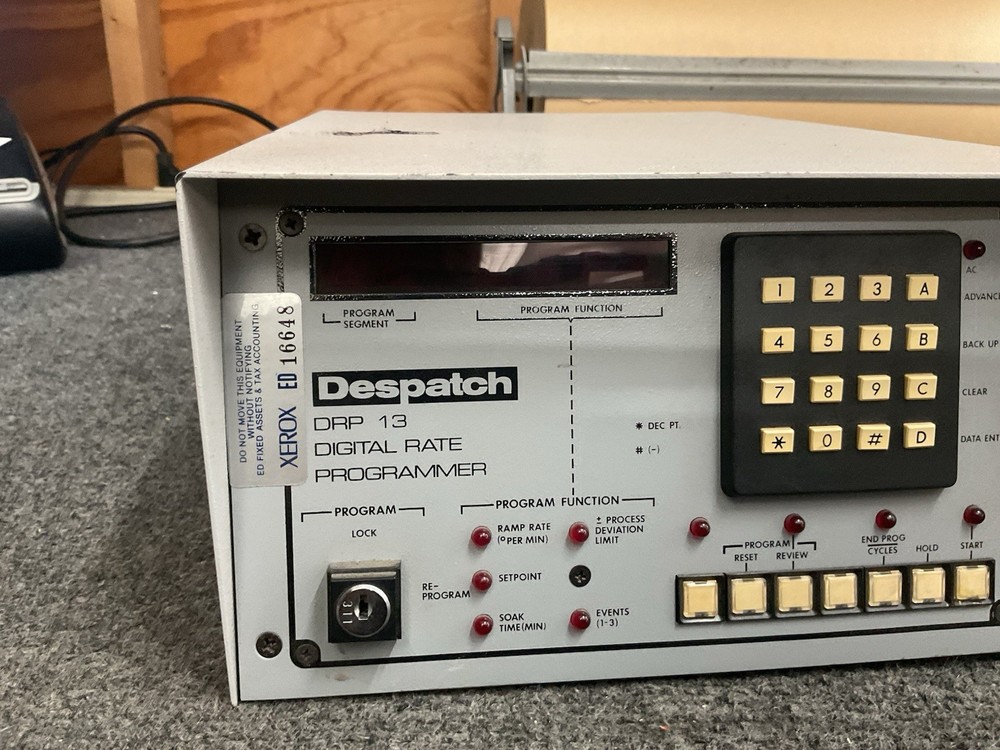 PROGRAM
SEGMENT
PROGRAM FUNCTION
DO NOT MOVE THIS EQUIPMENT
WITHOUT NOTIFYING
ED FIXED ASSETS & TAX ACCOUNTING
XEROX ED 16648
Despatch
DRP 13
DIGITAL RATE
PROGRAMMER
* DEC PT.
# (-)
1 2 3 A
4 5 6 B
7 8 9 C
* 0 # D
AC
ADVANC
BACK UP
CLEAR
DATA ENT
PROGRAM
LOCK
311
PROGRAM FUNCTION
RAMP RATE
(°PER MIN)
± PROCESS
DEVIATION
LIMIT
RE-
PROGRAM
SETPOINT
SOAK
TIME(MIN)
EVENTS
(1-3)
PROGRAM
RESET REVIEW
END PROG
CYCLES
HOLD
START